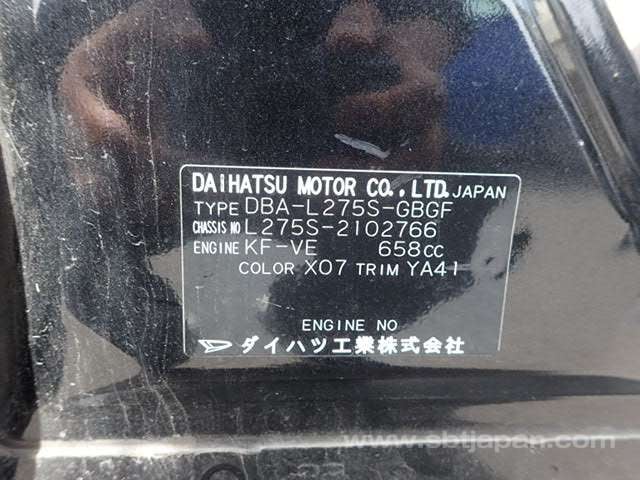 DAIHATSU MOTOR CO., LTD. JAPAN
TYPE DBA-L275S-GBGF
CHASSIS NO L275S-2102766
ENGINE KF-VE 658CC
COLOR X07 TRIM YA41
ENGINE NO
ダイハツ工業株式会社
www.sbtjapan.com